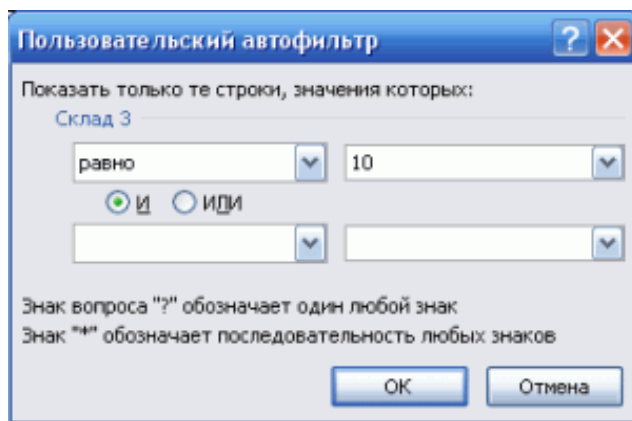 Пользовательский автофильтр
Показать только те строки, значения которых:
Склад 3
равно 10
И ИЛИ
Знак вопроса "?" обозначает один любой знак
Знак "*" обозначает последовательность любых знаков
ОК Отмена